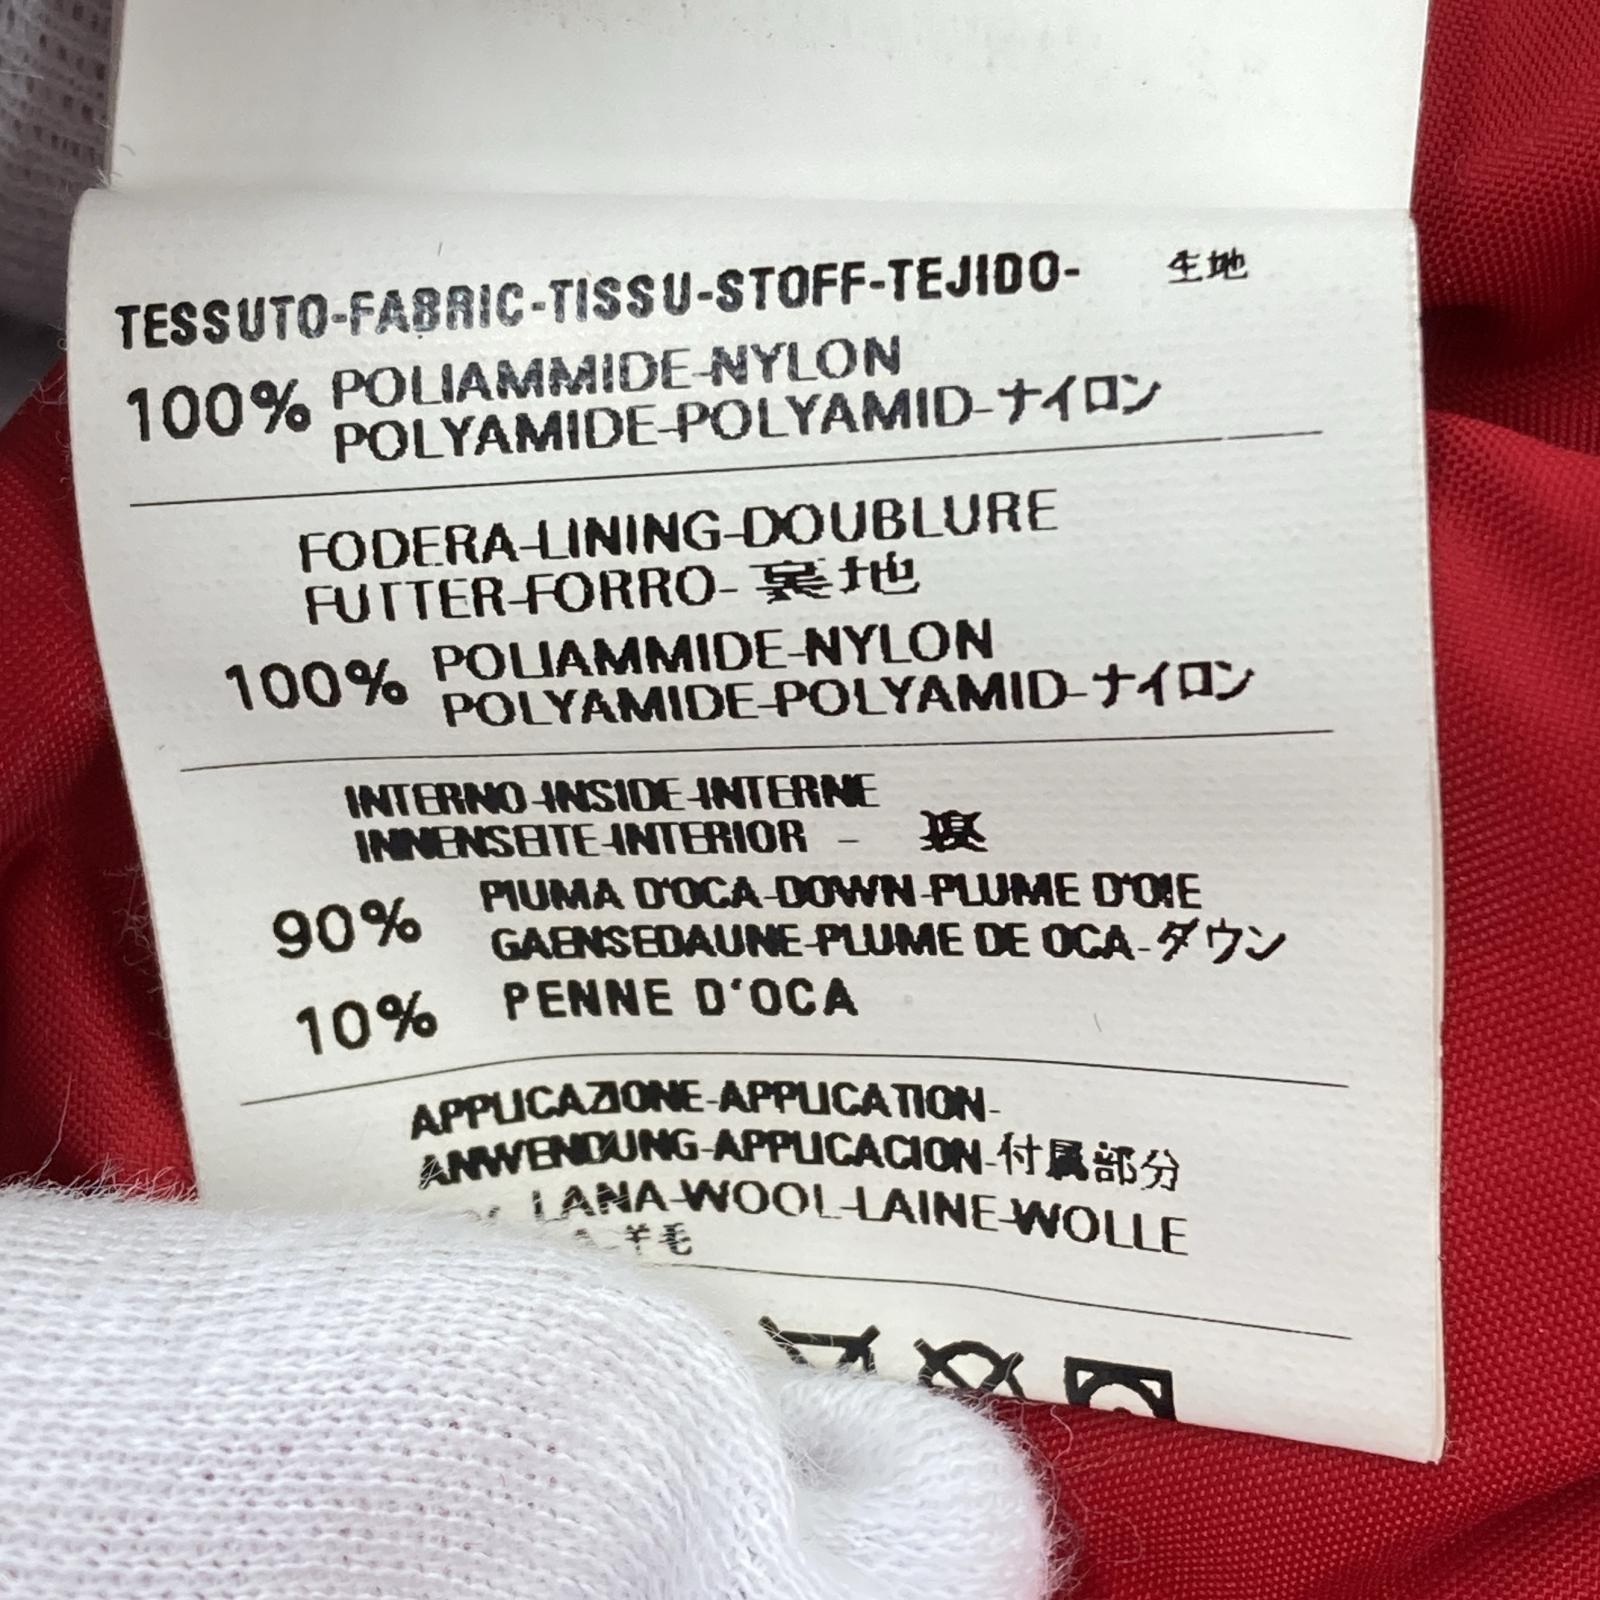 TESSUTO-FABRIC-TISSU-STOFF-TEJIDO- 生地
100% POLIAMMIDE-NYLON
POLYAMIDE-POLYAMID-ナイロン
FODERA-LINING-DOUBLURE
FUTTER-FORRO-裏地
100% POLIAMMIDE-NYLON
POLYAMIDE-POLYAMID-ナイロン
INTERNO-INSIDE-INTERNE
INNENSEITE-INTERIOR -
90% PIUMA D'OCA-DOWN-PLUME D'OIE
GAENSEDAUNE-PLUME DE OCA-ダウン
10% PENNE D'OCA
APPLICAZIONE-APPLICATION-
ANWENDUNG-APPLICACION-付属部分
LANA-WOOL-LAINE-WOLLE
羊毛